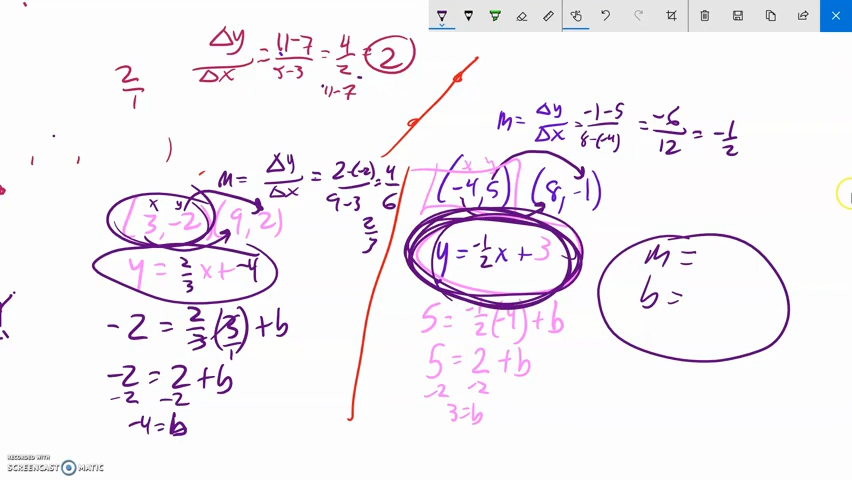 Δy/Δx = 11-7/5-3 = 4/2 = 2
2/1
11-7
m = Δy/Δx = 2-(-2)/9-3 = 4/6
2/3
x y
(3, -2) (9, 2)
y = 2/3 x + -4
-2 = 2/3 (3/1) + b
-2 = 2 + b
-2 -2
-4 = b
m = Δy/Δx = -1-5/8-(-4) = -6/12 = -1/2
x y
(-4, 5) (8, -1)
y = -1/2 x + 3
5 = -1/2 (-4) + b
5 = 2 + b
-2 -2
3 = b
m =
b =
RECORDED WITH
SCREENCAST MATIC